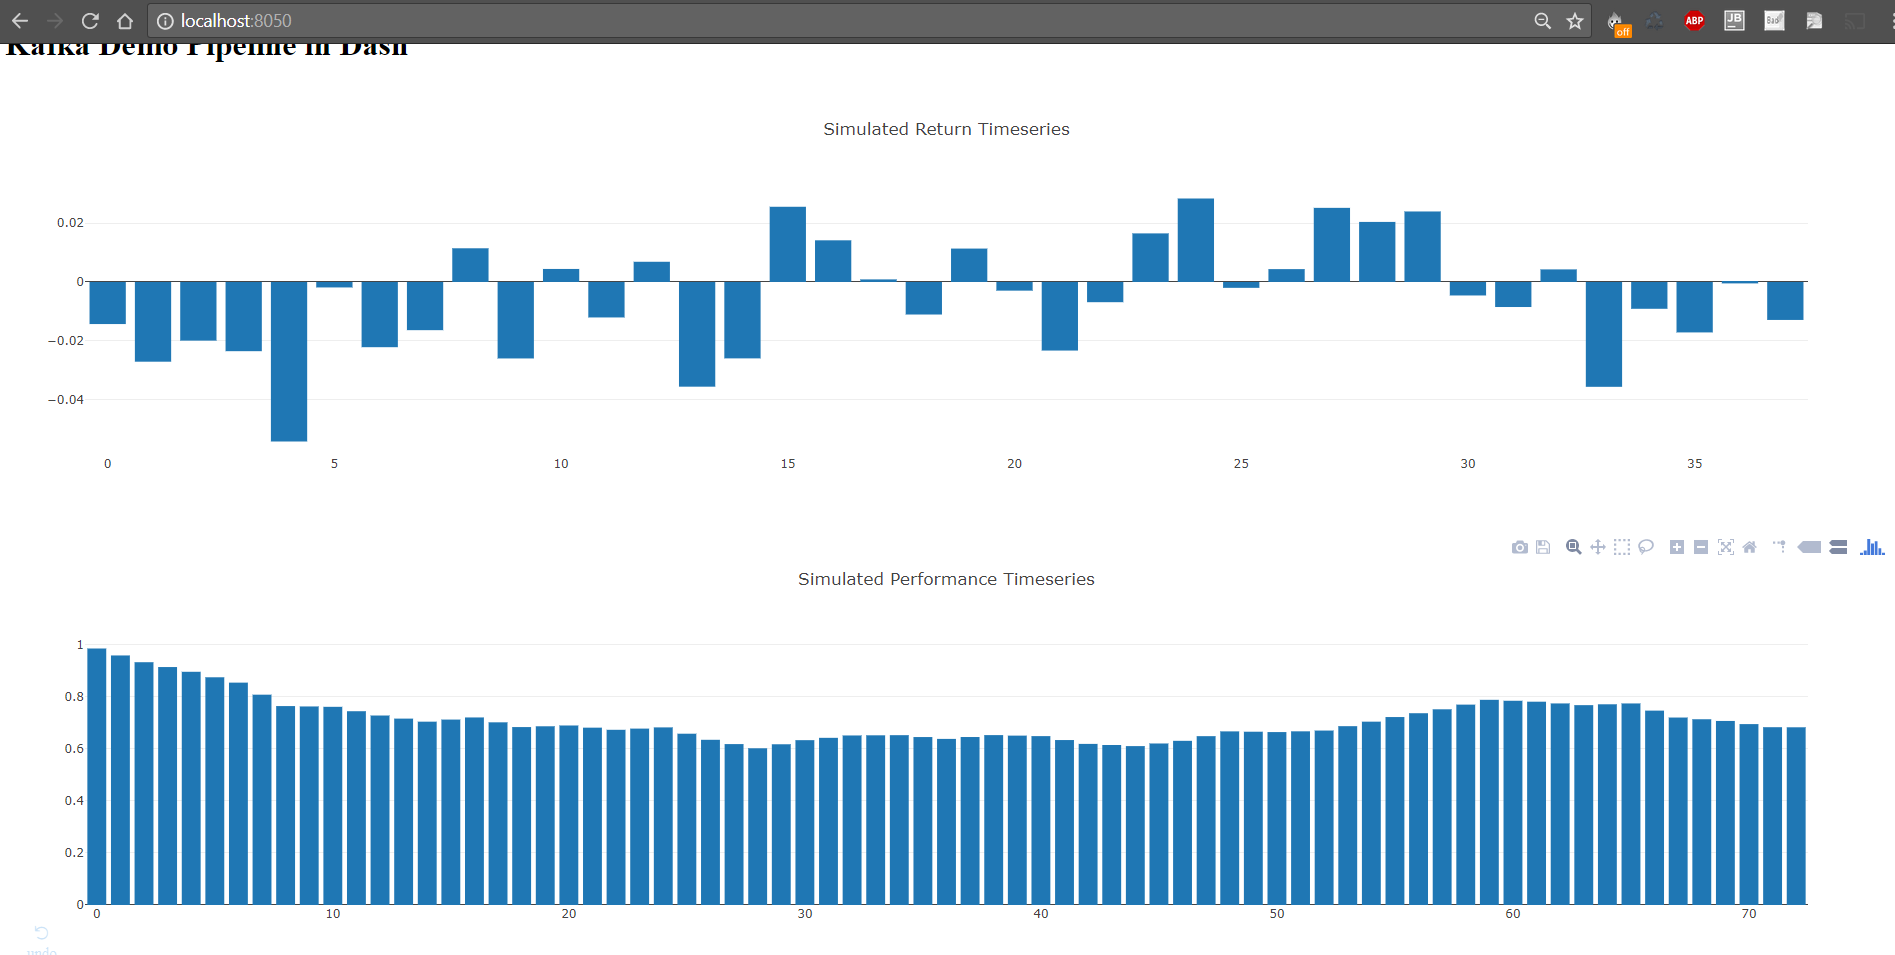 localhost:8050
off
ABP
JB
Bad
Kafka Demo Pipeline in Dash
Simulated Return Timeseries
0.02
0
−0.02
−0.04
0 5 10 15 20 25 30 35
Simulated Performance Timeseries
1
0.8
0.6
0.4
0.2
0
0 10 20 30 40 50 60 70
undo